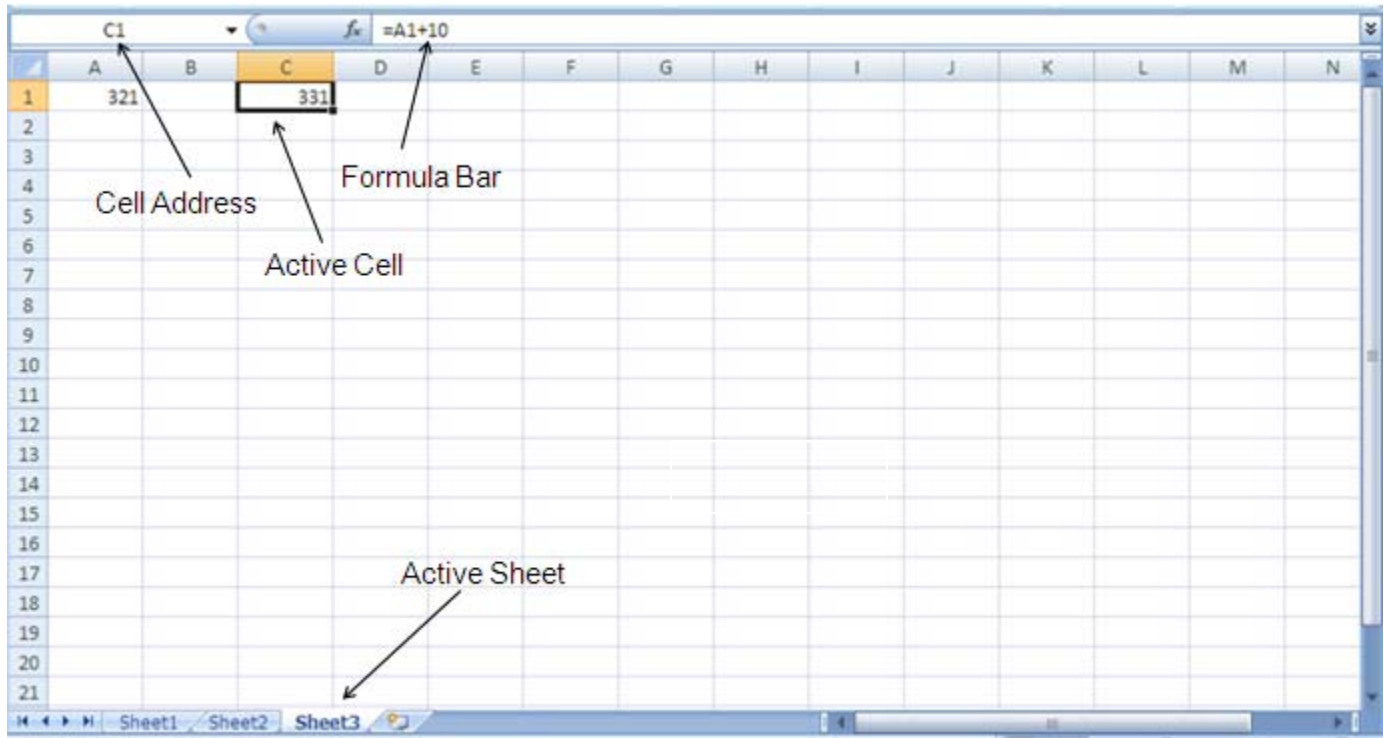 C1 fx =A1+10
A B C D E F G H I J K L M N
1 321 331
2
3
4 Formula Bar
Cell Address
5
6
Active Cell
7
8
9
10
11
12
13
14
15
16
17 Active Sheet
18
19
20
21
Sheet1 Sheet2 Sheet3